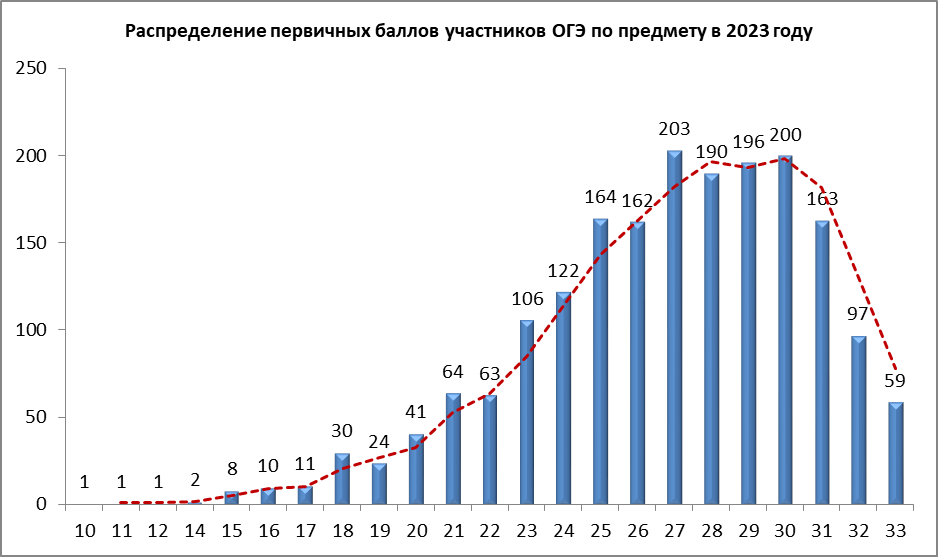 Распределение первичных баллов участников ОГЭ по предмету в 2023 году
250
200
150
100
50
0
1 1 1 2 8 10 11 30 24 41 64 63 106 122 164 162 203 190 196 200 163 97 59
10 11 12 14 15 16 17 18 19 20 21 22 23 24 25 26 27 28 29 30 31 32 33